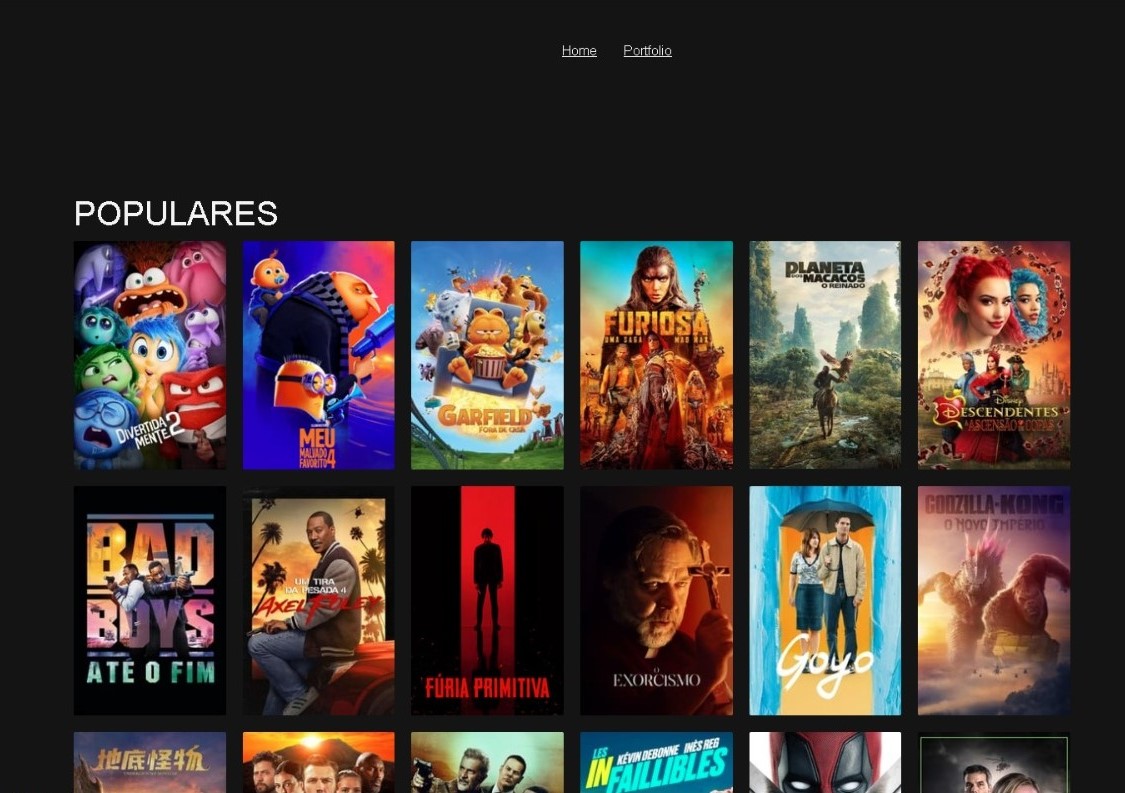 Home Portfolio
POPULARES
DIVERTIDA
MENTE 2
MEU
MALVADO
FAVORITO 4
GARFIELD
FORA DE CASA
FURIOSA
UMA SAGA MAD MAX
PLANETA
DOS MACACOS
O REINADO
Disney
DESCENDENTES
A ASCENSÃO DE COPAS
BAD
BOYS
ATÉ O FIM
UM TIRA
DA PESADA 4
AXEL FOLEY
FÚRIA PRIMITIVA
O
EXORCISMO
Goyo
GODZILLA KONG
O NOVO IMPÉRIO
地底怪物
LES
INFAILLIBLES
KÉVIN DEBONNE INÈS REG